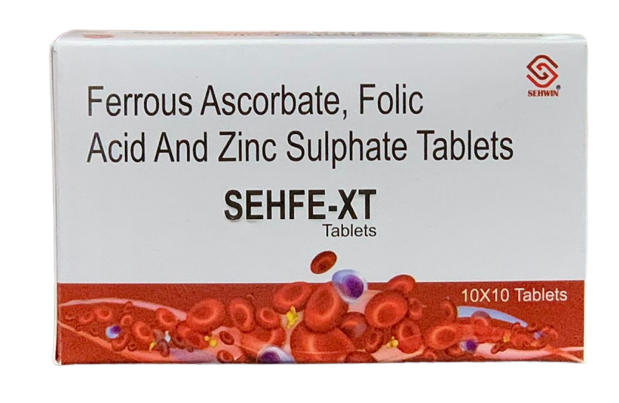 SEHWIN®
Ferrous Ascorbate, Folic
Acid And Zinc Sulphate Tablets
SEHFE-XT
Tablets
10X10 Tablets